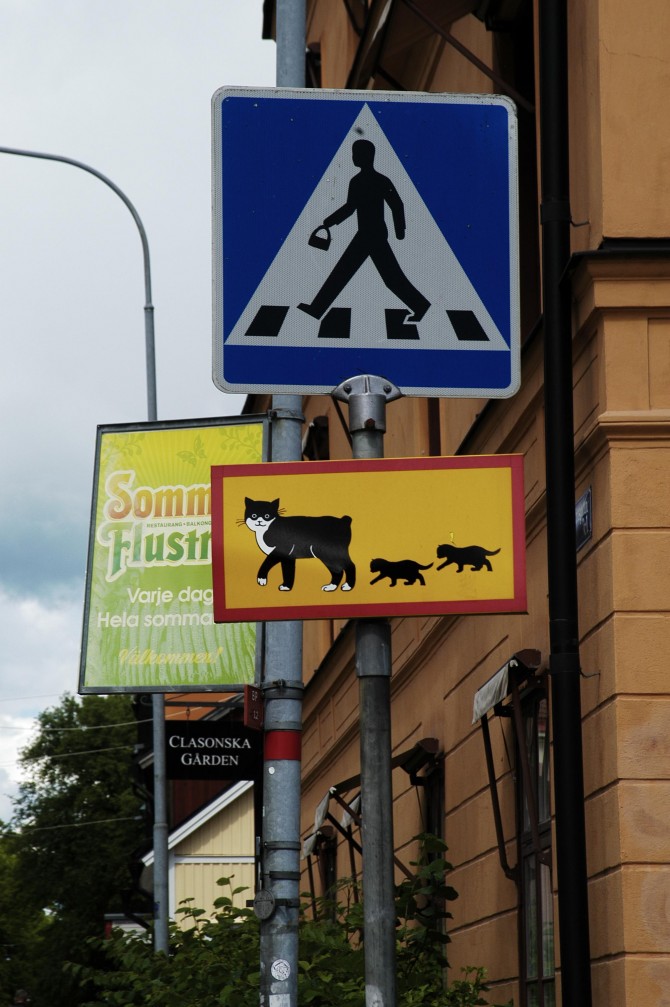 Somm
RESTAURANG • BALKONG
Flustr
Varje dag
Hela somma
Välkommen!
CLASONSKA
GÅRDEN